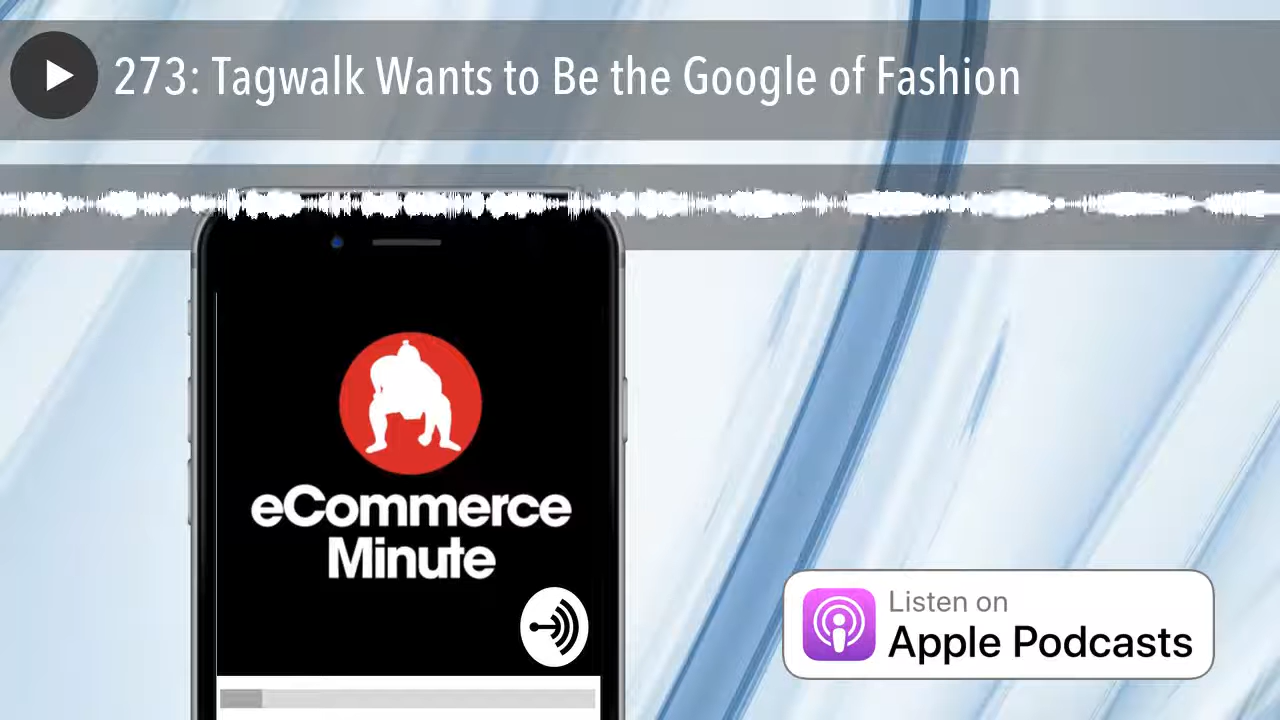 273: Tagwalk Wants to Be the Google of Fashion
eCommerce
Minute
Listen on
Apple Podcasts